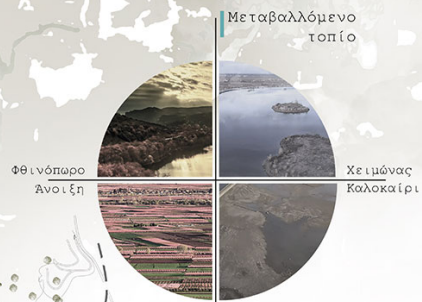 Μεταβαλλόμενο
τοπίο
Φθινόπωρο
Χειμώνας
Άνοιξη
Καλοκαίρι